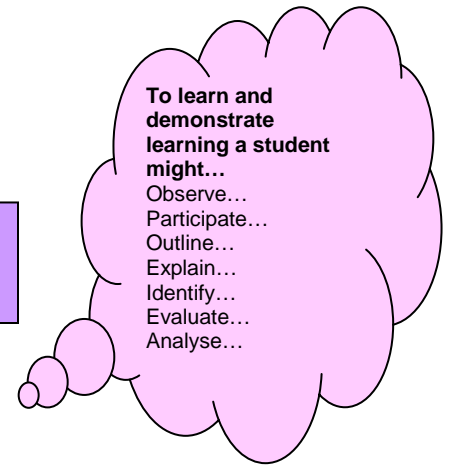 To learn and
demonstrate
learning a student
might…
Observe…
Participate…
Outline…
Explain…
Identify…
Evaluate…
Analyse…